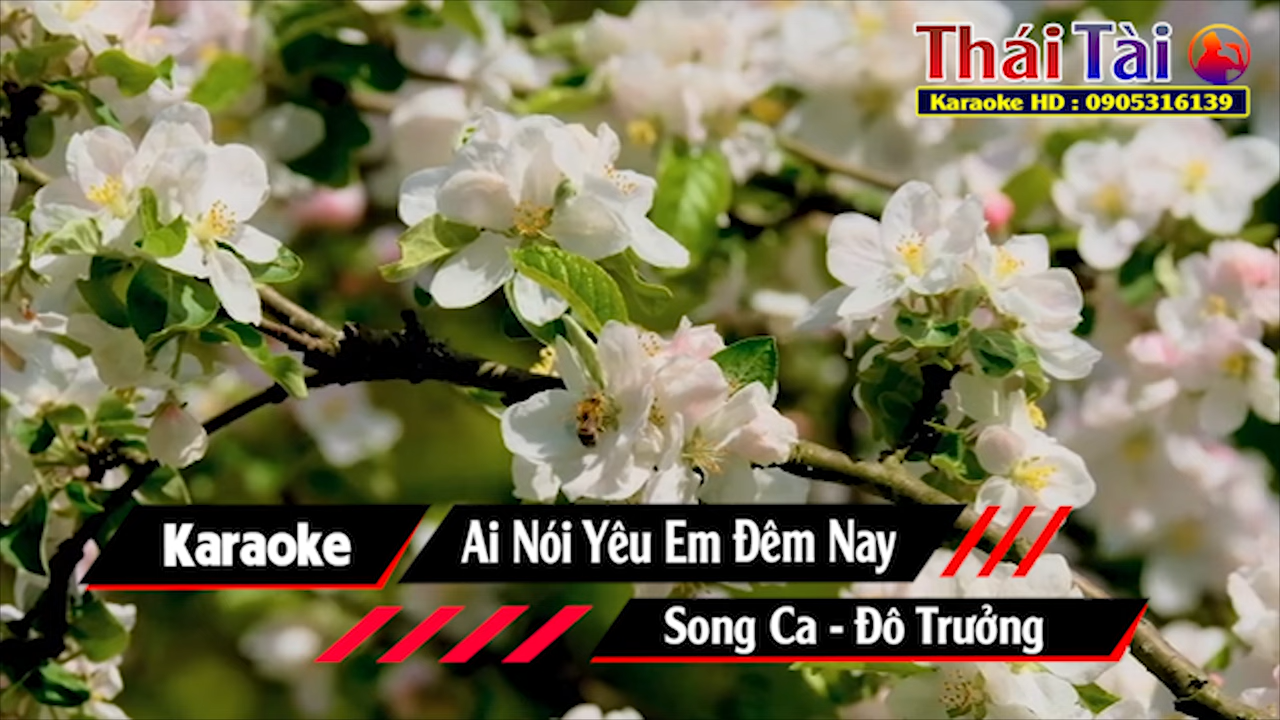 Thái Tài
Karaoke HD : 0905316139
Karaoke
Ai Nói Yêu Em Đêm Nay
Song Ca - Đô Trưởng